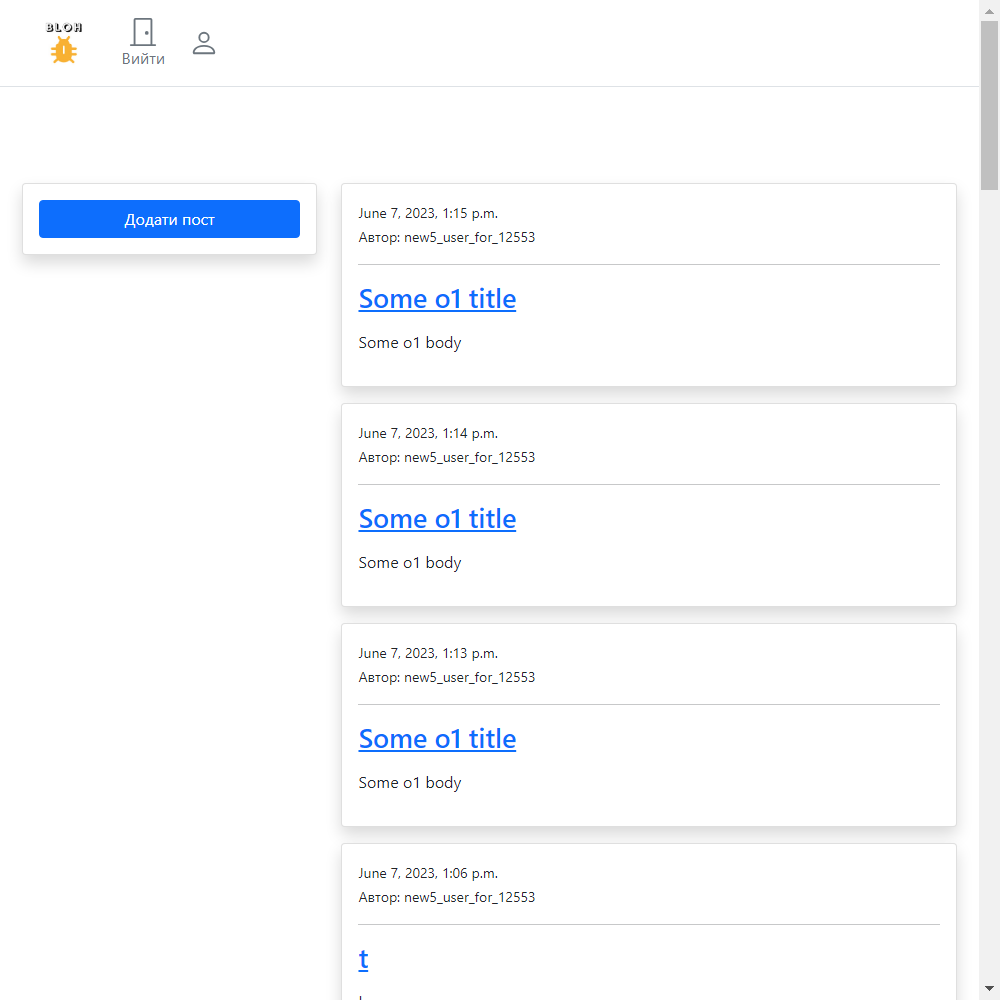 BLOH
Вийти
Додати пост
June 7, 2023, 1:15 p.m.
Автор: new5_user_for_12553
Some o1 title
Some o1 body
June 7, 2023, 1:14 p.m.
Автор: new5_user_for_12553
Some o1 title
Some o1 body
June 7, 2023, 1:13 p.m.
Автор: new5_user_for_12553
Some o1 title
Some o1 body
June 7, 2023, 1:06 p.m.
Автор: new5_user_for_12553
t